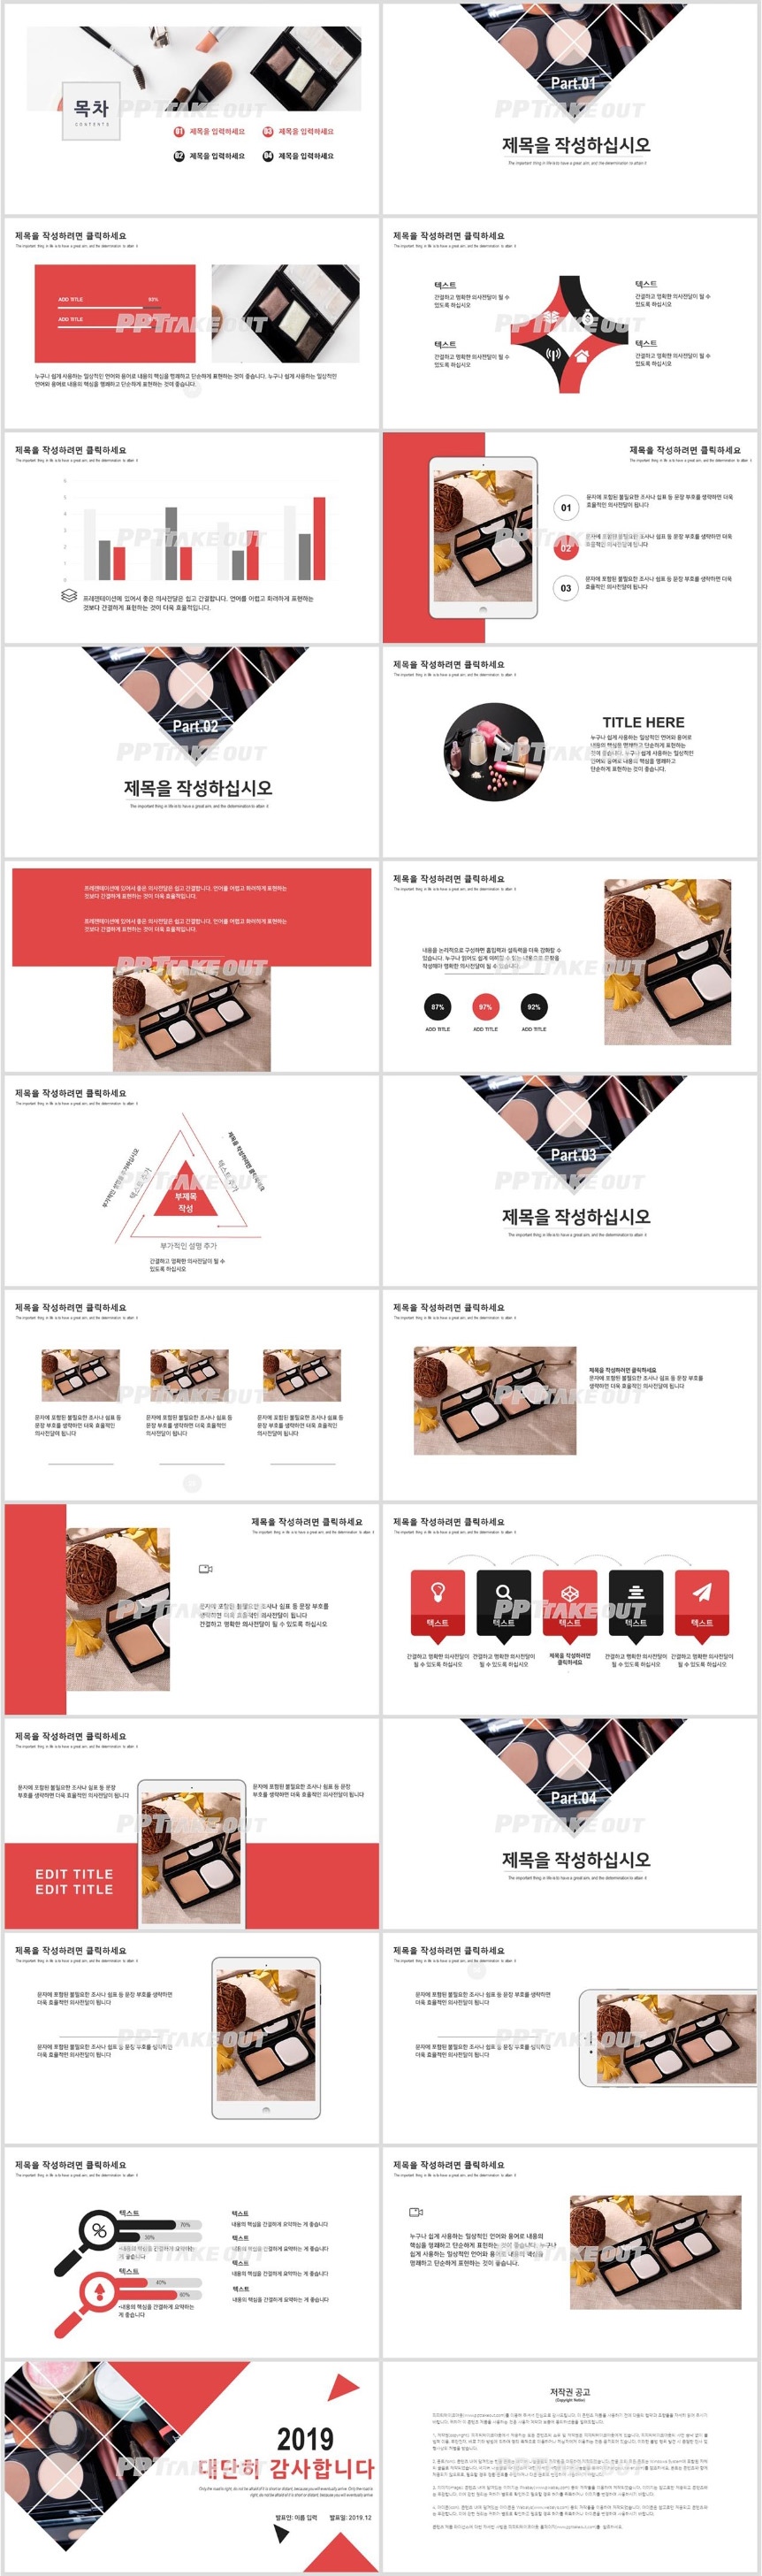 목차
CONTENTS
01 제목을 입력하세요
03 제목을 입력하세요
02 제목을 입력하세요
04 제목을 입력하세요
PPT TAKE OUT
Part.01
제목을 작성하십시오
The important thing in life is to have a great aim, and the determination to attain it
제목을 작성하려면 클릭하세요
The important thing in life is to have a great aim, and the determination to attain it
ADD TITLE 93%
ADD TITLE
누구나 쉽게 사용하는 일상적인 언어와 용어로 내용의 핵심을 명쾌하고 단순하게 표현하는 것이 좋습니다. 누구나 쉽게 사용하는 일상적인
언어와 용어로 내용의 핵심을 명쾌하고 단순하게 표현하는 것이 좋습니다.
제목을 작성하려면 클릭하세요
The important thing in life is to have a great aim, and the determination to attain it
텍스트
간결하고 명확한 의사전달이 될 수
있도록 하십시오
텍스트
간결하고 명확한 의사전달이 될 수
있도록 하십시오
텍스트
간결하고 명확한 의사전달이 될 수
있도록 하십시오
텍스트
간결하고 명확한 의사전달이 될 수
있도록 하십시오
제목을 작성하려면 클릭하세요
The important thing in life is to have a great aim, and the determination to attain it
6
5
4
3
2
1
0
프레젠테이션에 있어서 좋은 의사전달은 쉽고 간결합니다. 언어를 어렵고 화려하게 표현하는
것보다 간결하게 표현하는 것이 더욱 효율적입니다.
제목을 작성하려면 클릭하세요
The important thing in life is to have a great aim, and the determination to attain it
01
문자에 포함된 불필요한 조사나 쉼표 등 문장 부호를 생략하면 더욱
효율적인 의사전달이 됩니다
02
문자에 포함된 불필요한 조사나 쉼표 등 문장 부호를 생략하면 더욱
효율적인 의사전달이 됩니다
03
문자에 포함된 불필요한 조사나 쉼표 등 문장 부호를 생략하면 더욱
효율적인 의사전달이 됩니다
Part.02
제목을 작성하십시오
The important thing in life is to have a great aim, and the determination to attain it
제목을 작성하려면 클릭하세요
The important thing in life is to have a great aim, and the determination to attain it
TITLE HERE
누구나 쉽게 사용하는 일상적인 언어와 용어로
내용의 핵심을 명쾌하고 단순하게 표현하는
것이 좋습니다. 누구나 쉽게 사용하는 일상적인
언어와 용어로 내용의 핵심을 명쾌하고
단순하게 표현하는 것이 좋습니다.
프레젠테이션에 있어서 좋은 의사전달은 쉽고 간결합니다. 언어를 어렵고 화려하게 표현하는
것보다 간결하게 표현하는 것이 더욱 효율적입니다.
프레젠테이션에 있어서 좋은 의사전달은 쉽고 간결합니다. 언어를 어렵고 화려하게 표현하는
것보다 간결하게 표현하는 것이 더욱 효율적입니다.
제목을 작성하려면 클릭하세요
The important thing in life is to have a great aim, and the determination to attain it
내용을 논리적으로 구성하면 흡입력과 설득력을 더욱 강화할 수
있습니다. 누구나 읽어도 쉽게 이해할 수 있는 내용으로 문장을
작성해야 명확한 의사전달이 될 수 있습니다.
87% 97% 92%
ADD TITLE ADD TITLE ADD TITLE
제목을 작성하려면 클릭하세요
The important thing in life is to have a great aim, and the determination to attain it
부가적인 설명을 추가하십시오
텍스트 추가
제목을 작성하려면 클릭하세요
텍스트 추가
부제목
작성
부가적인 설명 추가
간결하고 명확한 의사전달이 될 수
있도록 하십시오
Part.03
제목을 작성하십시오
The important thing in life is to have a great aim, and the determination to attain it
제목을 작성하려면 클릭하세요
The important thing in life is to have a great aim, and the determination to attain it
문자에 포함된 불필요한 조사나 쉼표 등
문장 부호를 생략하면 더욱 효율적인
의사전달이 됩니다
문자에 포함된 불필요한 조사나 쉼표 등
문장 부호를 생략하면 더욱 효율적인
의사전달이 됩니다
문자에 포함된 불필요한 조사나 쉼표 등
문장 부호를 생략하면 더욱 효율적인
의사전달이 됩니다
제목을 작성하려면 클릭하세요
The important thing in life is to have a great aim, and the determination to attain it
제목을 작성하려면 클릭하세요
문자에 포함된 불필요한 조사나 쉼표 등 문장 부호를
생략하면 더욱 효율적인 의사전달이 됩니다
제목을 작성하려면 클릭하세요
The important thing in life is to have a great aim, and the determination to attain it
문자에 포함된 불필요한 조사나 쉼표 등 문장 부호를
생략하면 더욱 효율적인 의사전달이 됩니다
간결하고 명확한 의사전달이 될 수 있도록 하십시오
제목을 작성하려면 클릭하세요
The important thing in life is to have a great aim, and the determination to attain it
텍스트 텍스트 텍스트 텍스트 텍스트
간결하고 명확한 의사전달이 간결하고 명확한 의사전달이 제목을 작성하려면 간결하고 명확한 의사전달이 간결하고 명확한 의사전달이
될 수 있도록 하십시오 될 수 있도록 하십시오 클릭하세요 될 수 있도록 하십시오 될 수 있도록 하십시오
제목을 작성하려면 클릭하세요
The important thing in life is to have a great aim, and the determination to attain it
문자에 포함된 불필요한 조사나 쉼표 등 문장
부호를 생략하면 더욱 효율적인 의사전달이 됩니다
문자에 포함된 불필요한 조사나 쉼표 등 문장
부호를 생략하면 더욱 효율적인 의사전달이 됩니다
EDIT TITLE
EDIT TITLE
Part.04
제목을 작성하십시오
The important thing in life is to have a great aim, and the determination to attain it
제목을 작성하려면 클릭하세요
The important thing in life is to have a great aim, and the determination to attain it
문자에 포함된 불필요한 조사나 쉼표 등 문장 부호를 생략하면
더욱 효율적인 의사전달이 됩니다
문자에 포함된 불필요한 조사나 쉼표 등 문장 부호를 생략하면
더욱 효율적인 의사전달이 됩니다
제목을 작성하려면 클릭하세요
The important thing in life is to have a great aim, and the determination to attain it
문자에 포함된 불필요한 조사나 쉼표 등 문장 부호를 생략하면
더욱 효율적인 의사전달이 됩니다
문자에 포함된 불필요한 조사나 쉼표 등 문장 부호를 생략하면
더욱 효율적인 의사전달이 됩니다
제목을 작성하려면 클릭하세요
The important thing in life is to have a great aim, and the determination to attain it
텍스트
70%
30%
내용의 핵심을 간결하게 요약하는
게 좋습니다
텍스트
40%
60%
내용의 핵심을 간결하게 요약하는
게 좋습니다
텍스트
내용의 핵심을 간결하게 요약하는 게 좋습니다
텍스트
내용의 핵심을 간결하게 요약하는 게 좋습니다
텍스트
내용의 핵심을 간결하게 요약하는 게 좋습니다
텍스트
내용의 핵심을 간결하게 요약하는 게 좋습니다
제목을 작성하려면 클릭하세요
The important thing in life is to have a great aim, and the determination to attain it
누구나 쉽게 사용하는 일상적인 언어와 용어로 내용의
핵심을 명쾌하고 단순하게 표현하는 것이 좋습니다. 누구나
쉽게 사용하는 일상적인 언어와 용어로 내용의 핵심을
명쾌하고 단순하게 표현하는 것이 좋습니다.
2019
대단히 감사합니다
Only the road is right, do not be afraid of it is short or distant, because you will eventually arrive. Only the road is
right, do not be afraid of it is short or distant, because you will eventually arrive
발표인: 이름 입력 발표일: 2019.12
저작권 공고
(Copyright Notice)